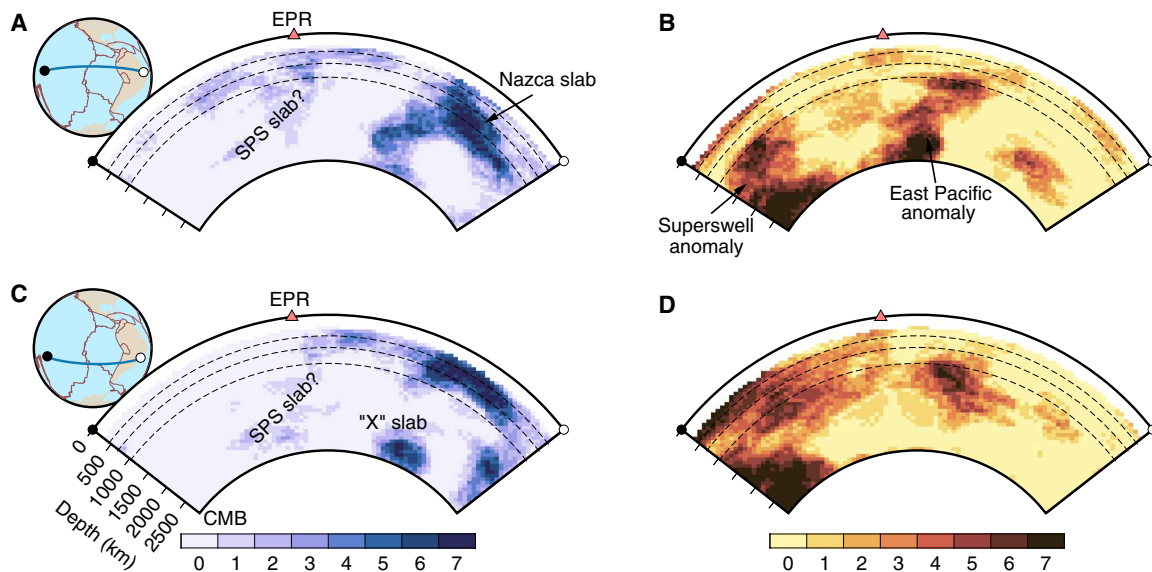 A
EPR
Nazca slab
SPS slab?
B
Superswell
anomaly
East Pacific
anomaly
C
EPR
SPS slab?
"X" slab
0
500
1000
1500
2000
2500
Depth (km)
CMB
0 1 2 3 4 5 6 7
D
0 1 2 3 4 5 6 7